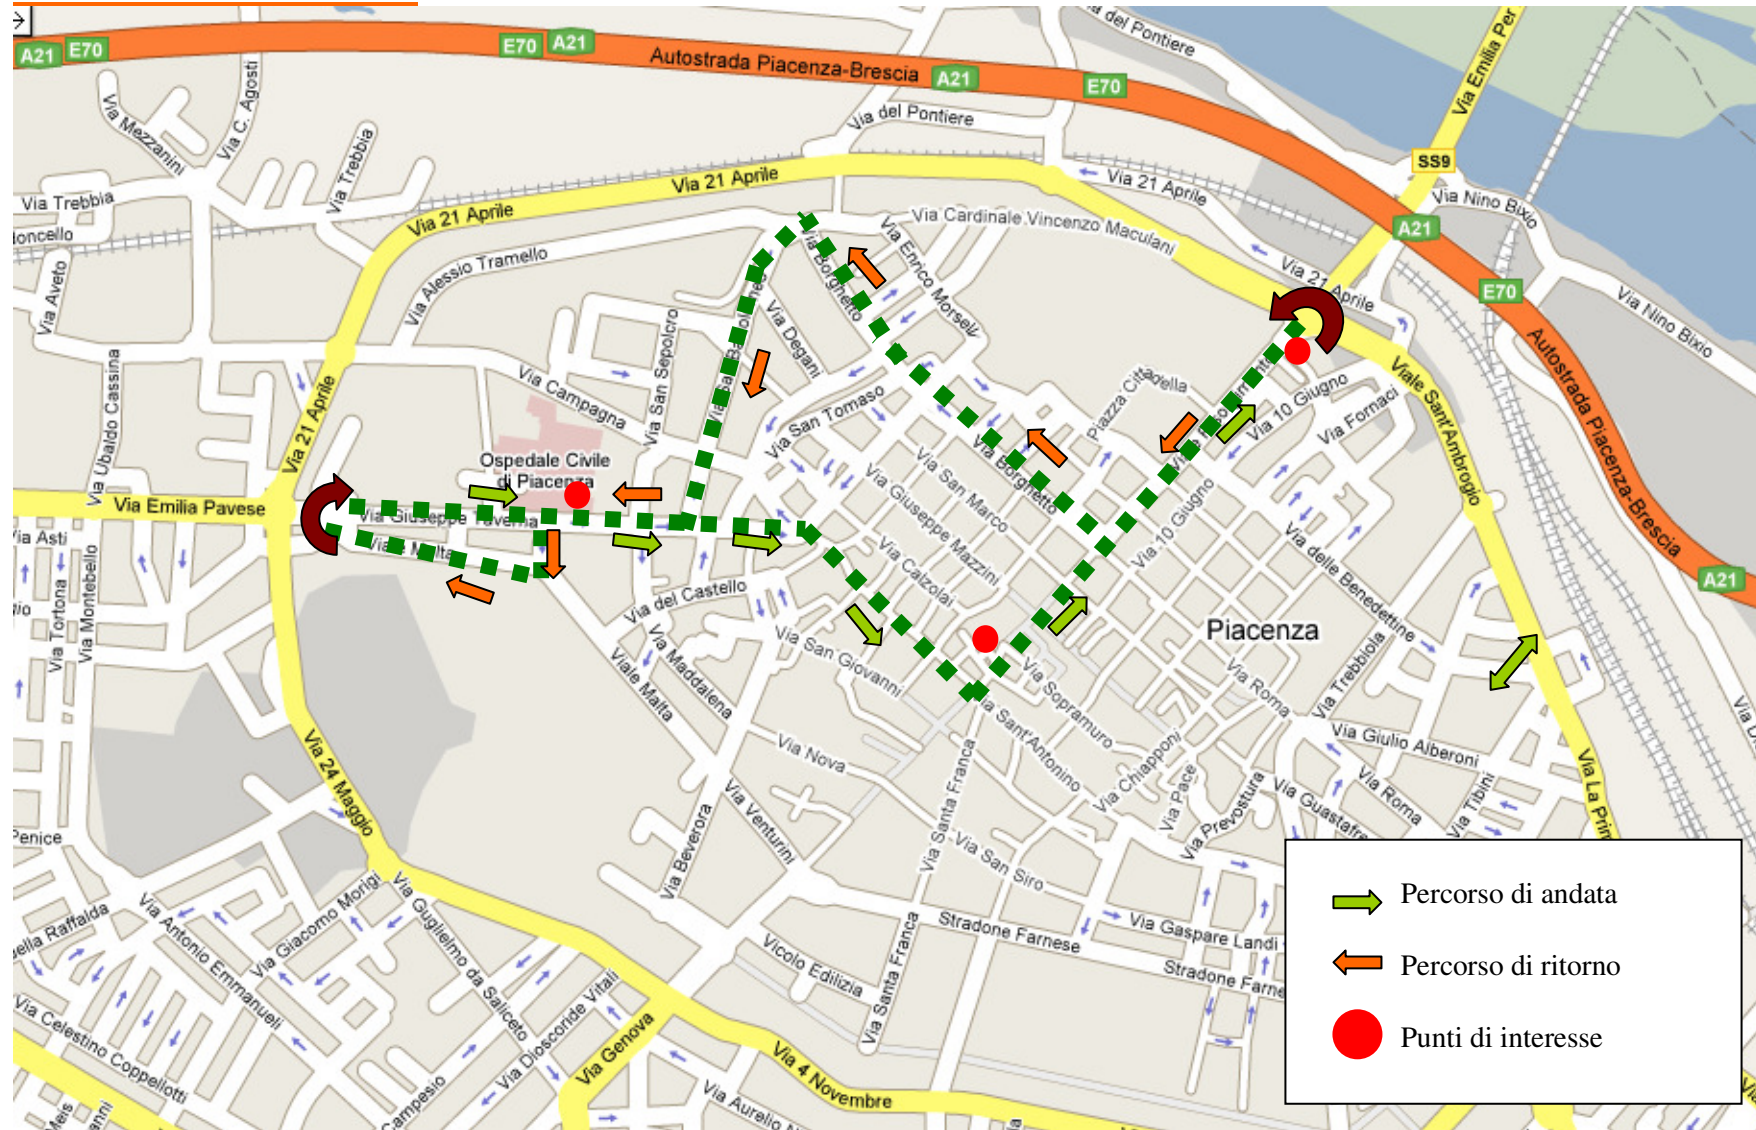 A21
E70
E70
A21
Autostrada Piacenza-Brescia
A21
E70
Via Emilia Per
del Pontiere
Via C. Agosti
Via Mezzanini
Via Trebbia
Via del Pontiere
SS9
Via 21 Aprile
Via 21 Aprile
Via Nino Bixio
Via Trebbia
Via 21 Aprile
Via Cardinale Vincenzo Maculani
A21
Via Enrico Morselli
Via Borghetto
Via Alessio Tramello
Via Aveto
Via 21 Aprile
E70
Via Nino Bixio
Via Degani
Via San Sepolcro
Via Ubaldo Cassina
Via Campagna
Via San Tomaso
Piazza Cittadella
Via 10 Giugno
Via Fornaci
Viale Sant'Ambrogio
Autostrada Piacenza-Brescia
Via 21 Aprile
Ospedale Civile
di Piacenza
Via San Marco
Via Borghetto
Via Giuseppe Mazzini
Via Emilia Pavese
Via Giuseppe Taverna
Viale Malta
Via Asti
Via Tortona
Via Montebello
Via Calzolai
Via 10 Giugno
Via delle Benedettine
A21
Via del Castello
Via San Giovanni
Via Maddalena
Viale Malta
Piacenza
Via Sopramuro
Via Roma
Via Trebbiola
Via Sant'Antonino
Via Nova
Via Chiapponi
Via Pace
Via Giulio Alberoni
Via Roma
Via Tibini
Via La Prim
Via 24 Maggio
Via Venturini
Via Beverora
Via Santa Franca
Via San Siro
Via Prevostura
Via Guastafre
Penice
Via Antonio Emmanueli
Via Giacomo Morigi
Via Guglielmo da Saliceto
Stradone Farnese
Via Gaspare Landi
Stradone Farne
Vicolo Edilizia
Via Santa Franca
Via Dioscoride Vitali
Via Celestino Coppellotti
Via Genova
Via 4 Novembre
Campesio
Via Aurelio
Percorso di andata
Percorso di ritorno
Punti di interesse